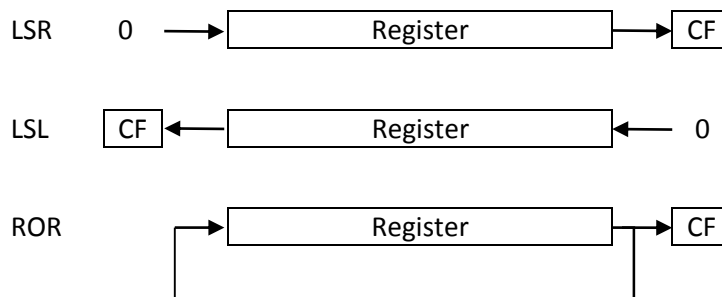 LSR 0 Register CF
LSL CF Register 0
ROR Register CF